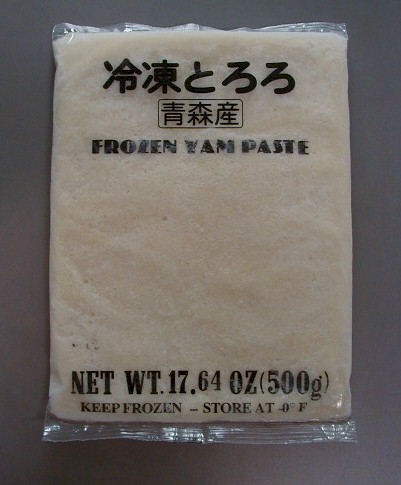 冷凍とろろ
青森産
FROZEN YAM PASTE
NET WT. 17.64 OZ (500g)
KEEP FROZEN – STORE AT -0° F